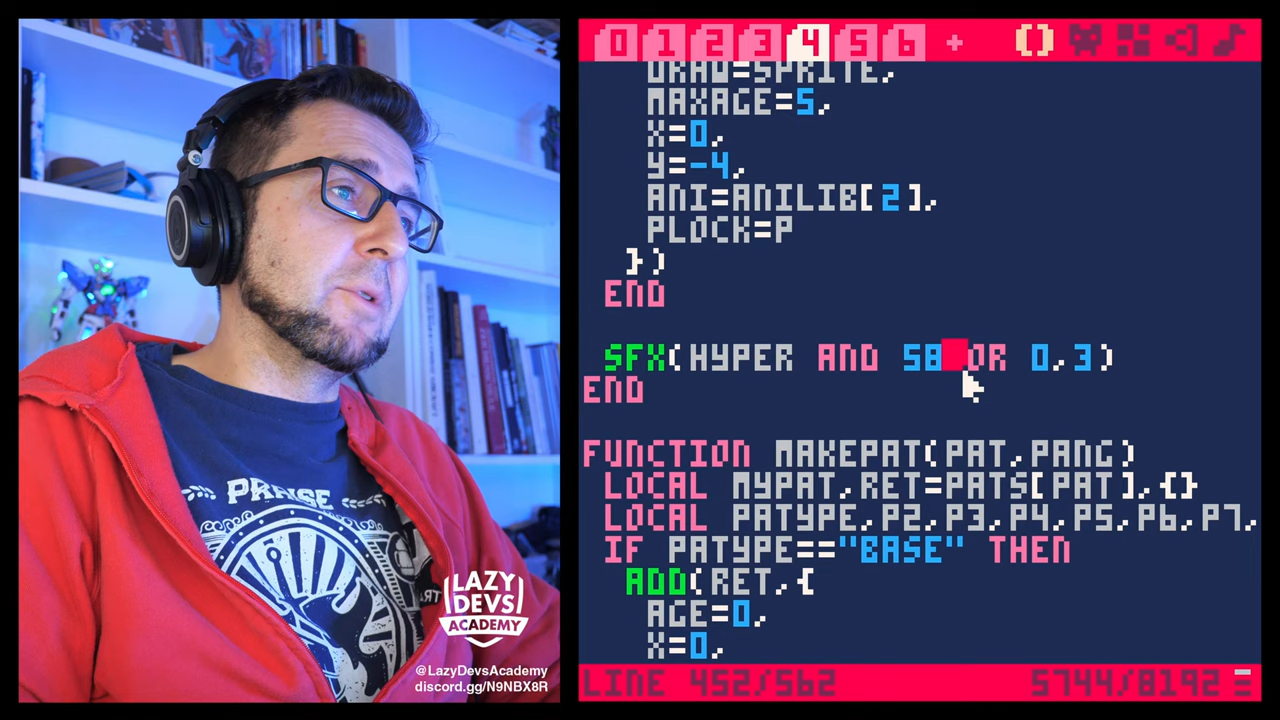 PRAISE
LAZY
DEVS
ACADEMY
@LazyDevsAcademy
discord.gg/N9NBX8R
0 1 2 3 4 5 6 + ()
DRAW=SPRITE,
MAXAGE=5,
X=0,
Y=-4,
ANI=ANILIB[2],
PLOCK=P
})
END
SFX(HYPER AND 58 OR 0,3)
END
FUNCTION MAKEPAT(PAT,PANG)
LOCAL MYPAT,RET=PATS[PAT],{}
LOCAL PATYPE,P2,P3,P4,P5,P6,P7,
IF PATYPE=="BASE" THEN
ADD(RET,{
AGE=0,
X=0,
LINE 452/562
5744/8192